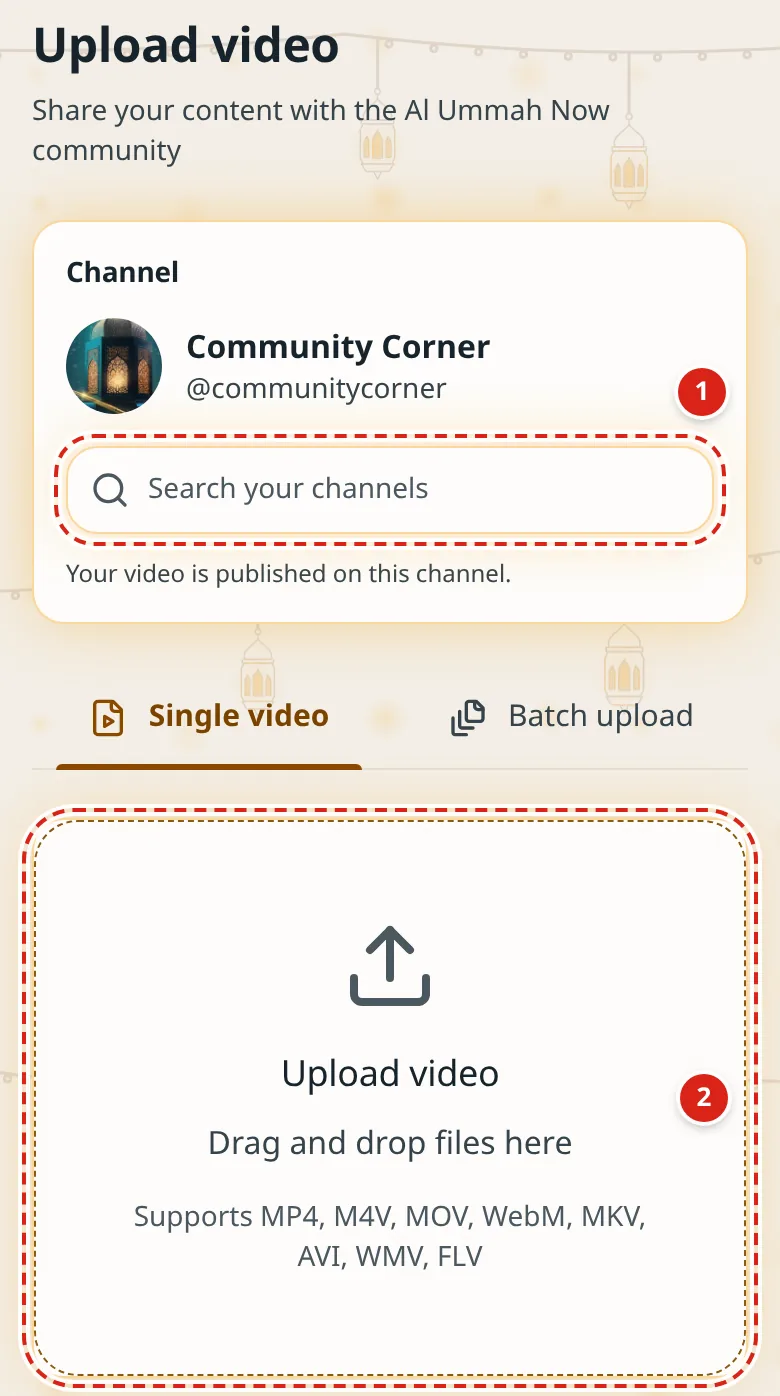 Upload video
Share your content with the Al Ummah Now
community
Channel
Community Corner
@communitycorner
1
Search your channels
Your video is published on this channel.
Single video
Batch upload
Upload video
2
Drag and drop files here
Supports MP4, M4V, MOV, WebM, MKV,
AVI, WMV, FLV